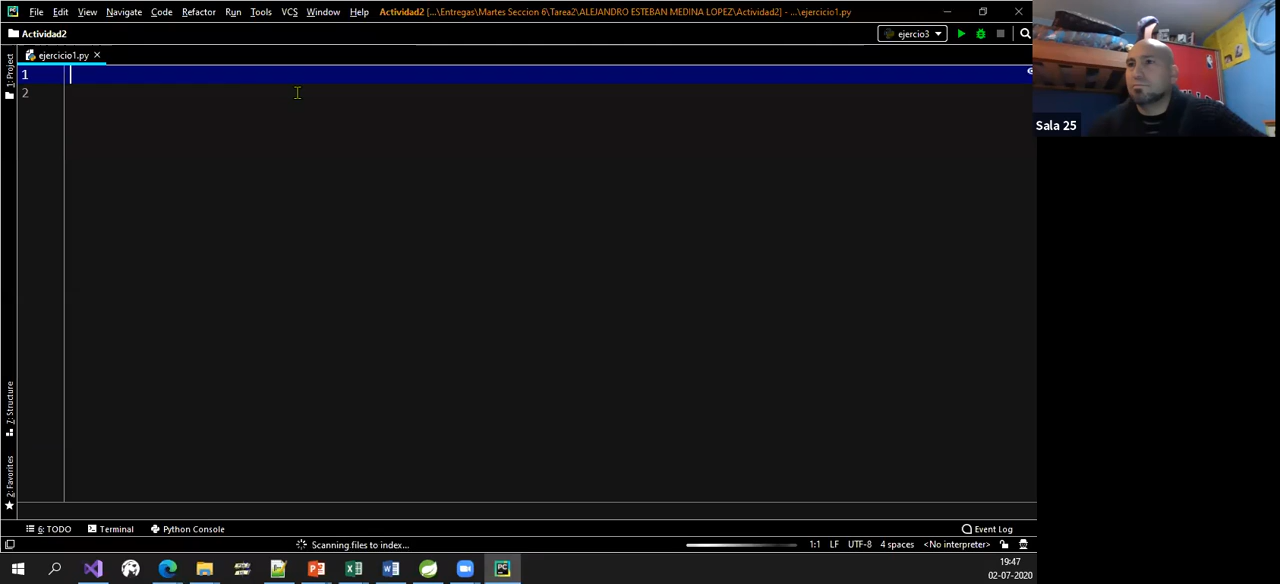 File Edit View Navigate Code Refactor Run Tools VCS Window Help Actividad2 [...\Entregas\Martes Seccion 6\Tarea2\ALEJANDRO ESTEBAN MEDINA LOPEZ\Actividad2] - ...\ejercicio1.py
Actividad2
ejercio3
ejercicio1.py
1: Project
1
2
Sala 25
7: Structure
2: Favorites
6: TODO Terminal Python Console Event Log
Scanning files to index... 1:1 LF UTF-8 4 spaces <No interpreter>
19:47
02-07-2020